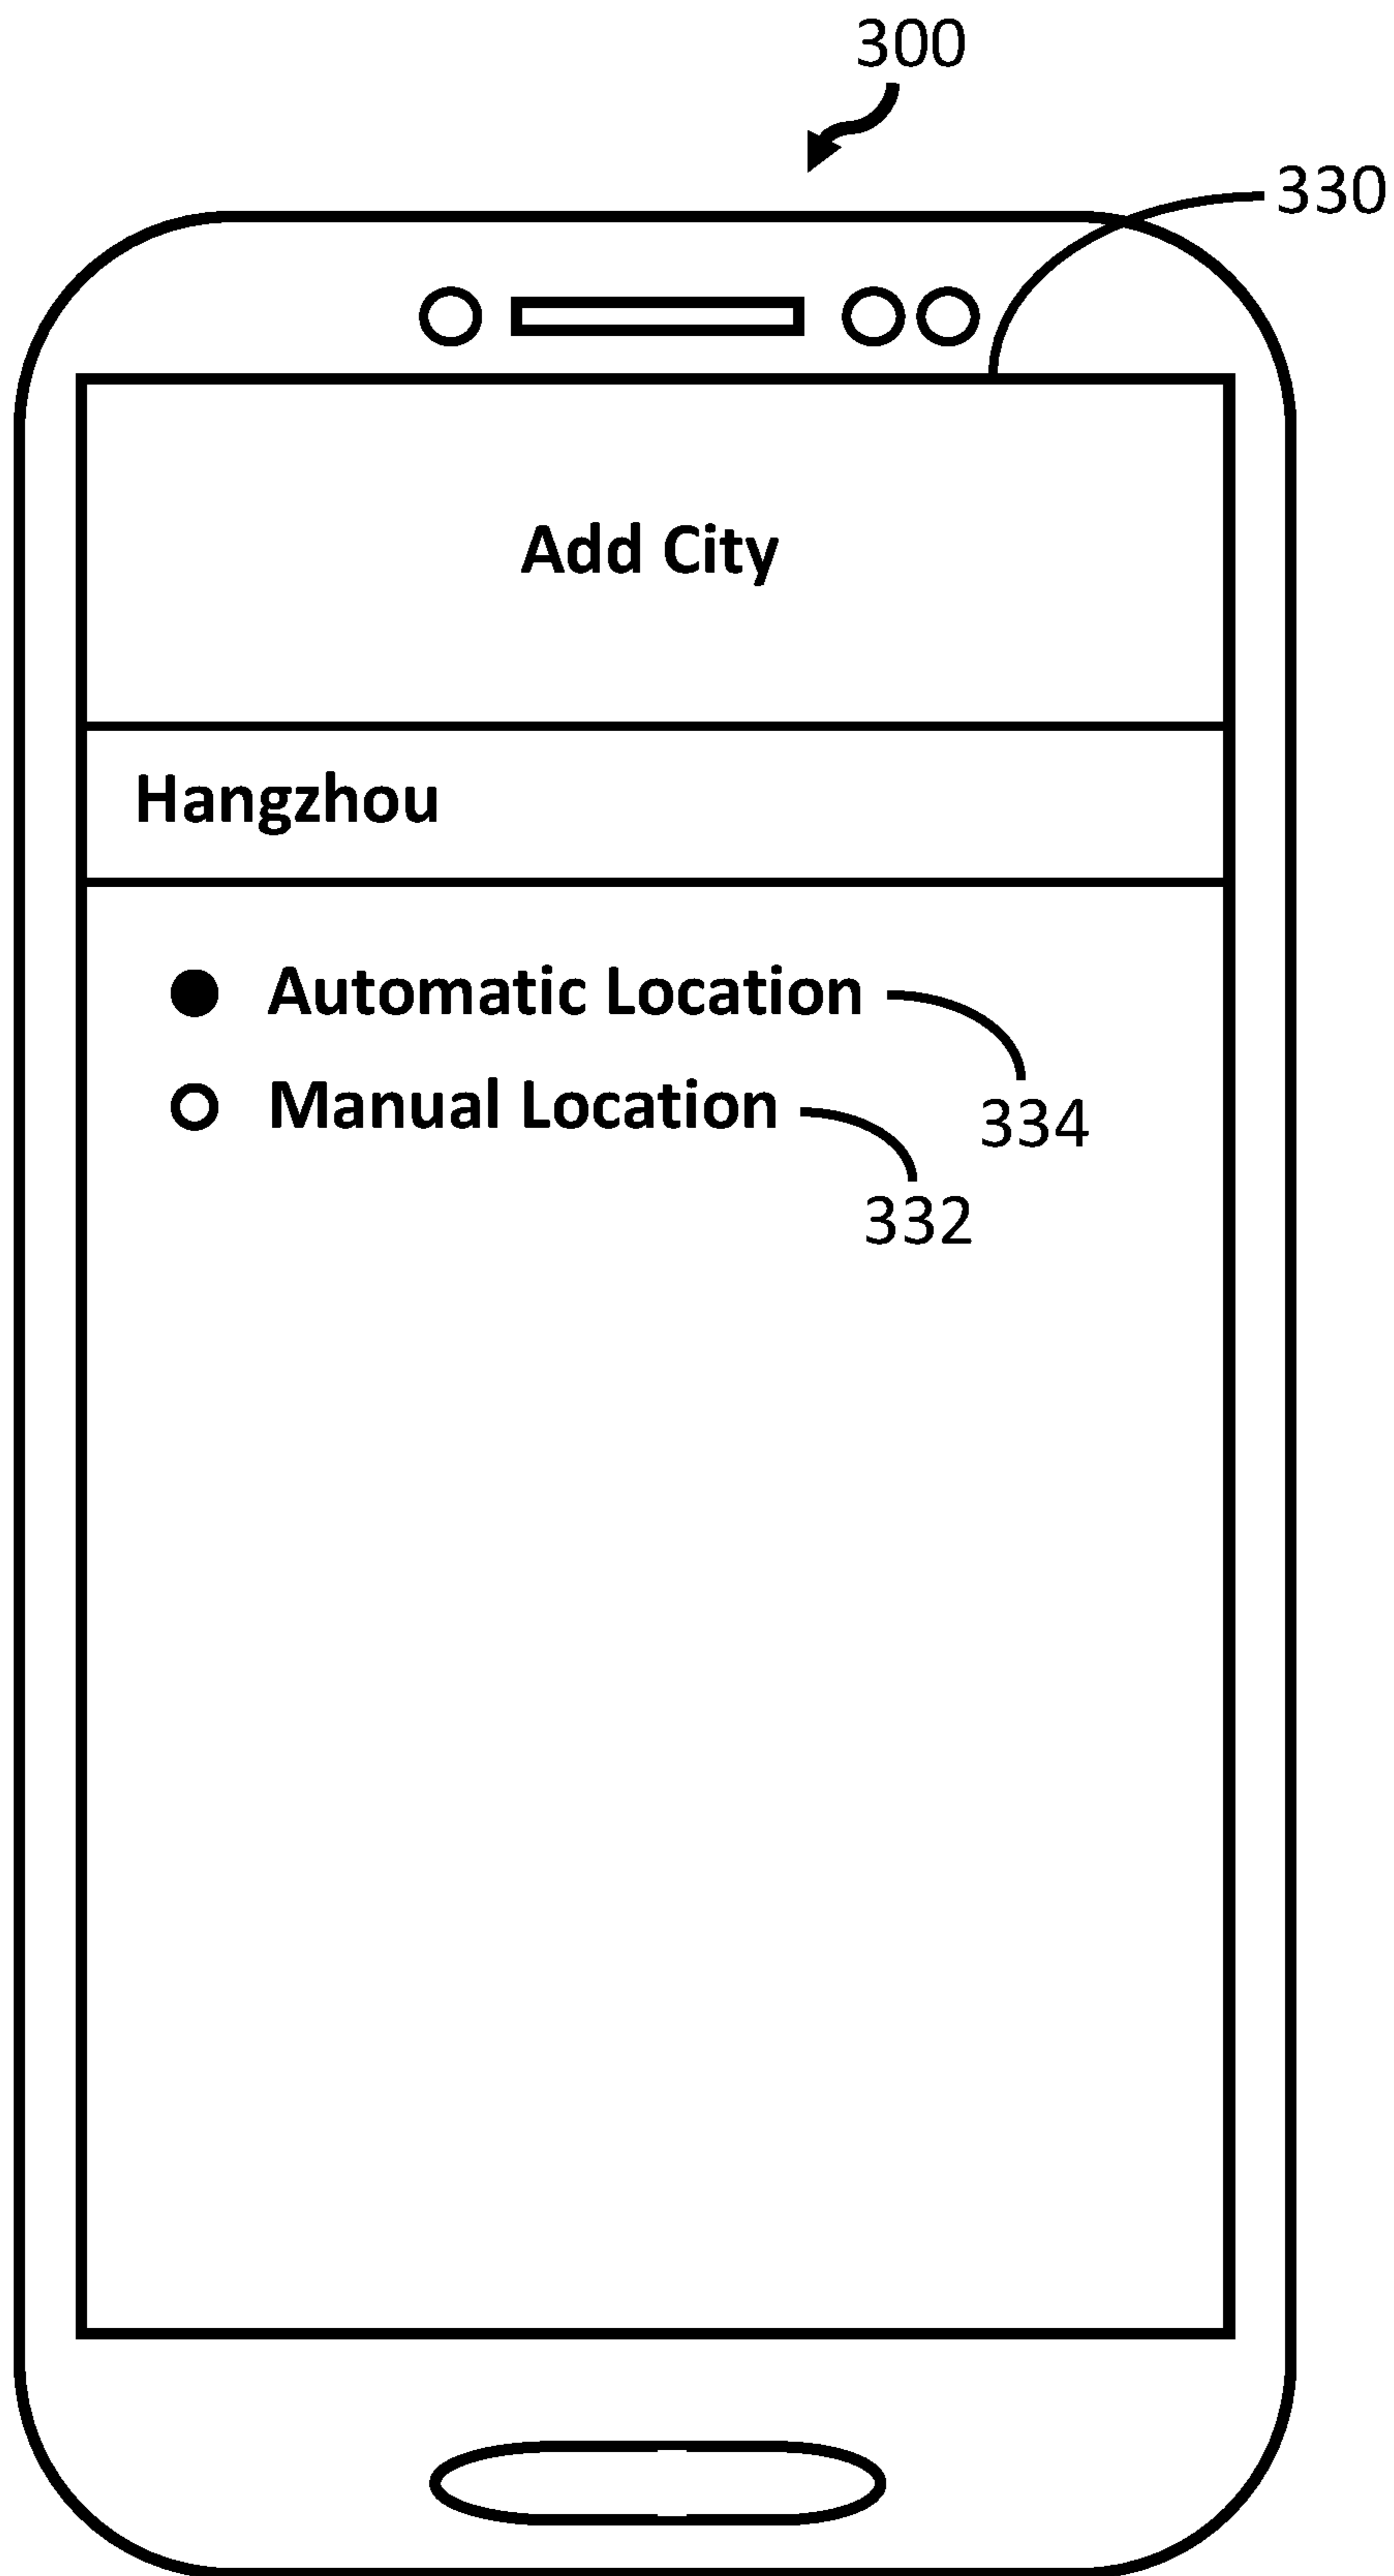 300
330
Add City
Hangzhou
Automatic Location
334
Manual Location
332